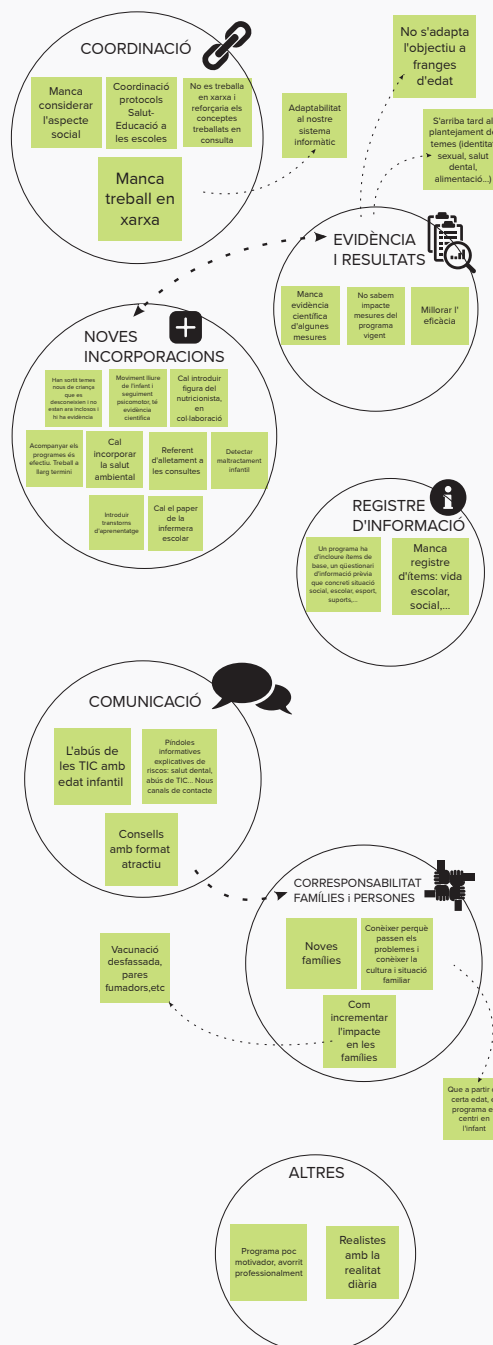 COORDINACIÓ
Manca
considerar
l'aspecte
social
Coordinació
protocols
Salut-
Educació a
les escoles
No es treballa
en xarxa i
reforçaria els
conceptes
treballats en
consulta
Manca
treball en
xarxa
Adaptabilitat
al nostre
sistema
informàtic
No s'adapta
l'objectiu a
franges
d'edat
S'arriba tard al
plantejament de
temes (identitat
sexual, salut
dental,
alimentació...)
EVIDÈNCIA
I RESULTATS
Manca
evidència
científica
d'algunes
mesures
No sabem
impacte
mesures del
programa
vigent
Millorar l'
eficàcia
NOVES
INCORPORACIONS
Han sortit temes
nous de criança
que es
desconeixien i no
estan ara inclosos i
hi ha evidència
Moviment lliure
de l'infant i
seguiment
psicomotor, té
evidència
científica
Cal introduir
figura del
nutricionista,
en
col·laboració
Acompanyar els
programes és
efectiu. Treball a
llarg termini
Cal
incorporar
la salut
ambiental
Referent
d'alletament a
les consultes
Detectar
maltractament
infantil
Introduir
transtorns
d'aprenentatge
Cal el paper
de la
infermera
escolar
REGISTRE
D'INFORMACIÓ
Un programa ha
d'incloure ítems de
base, un qüestionari
d'informació prèvia
que concreti situació
social, escolar, esport,
suports,...
Manca
registre
d'ítems: vida
escolar,
social,...
COMUNICACIÓ
L'abús de
les TIC amb
edat infantil
Píndoles
informatives
explicatives de
riscos: salut dental,
abús de TIC... Nous
canals de contacte
Consells
amb format
atractiu
CORRESPONSABILITAT
FAMÍLIES i PERSONES
Noves
famílies
Conèixer perquè
passen els
problemes i
conèixer la
cultura i situació
familiar
Com
incrementar
l'impacte
en les
famílies
Vacunació
desfassada,
pares
fumadors,etc
Que a partir
certa edat,
programa
centri en
l'infant
ALTRES
Programa poc
motivador, avorrit
professionalment
Realistes
amb la
realitat
diària